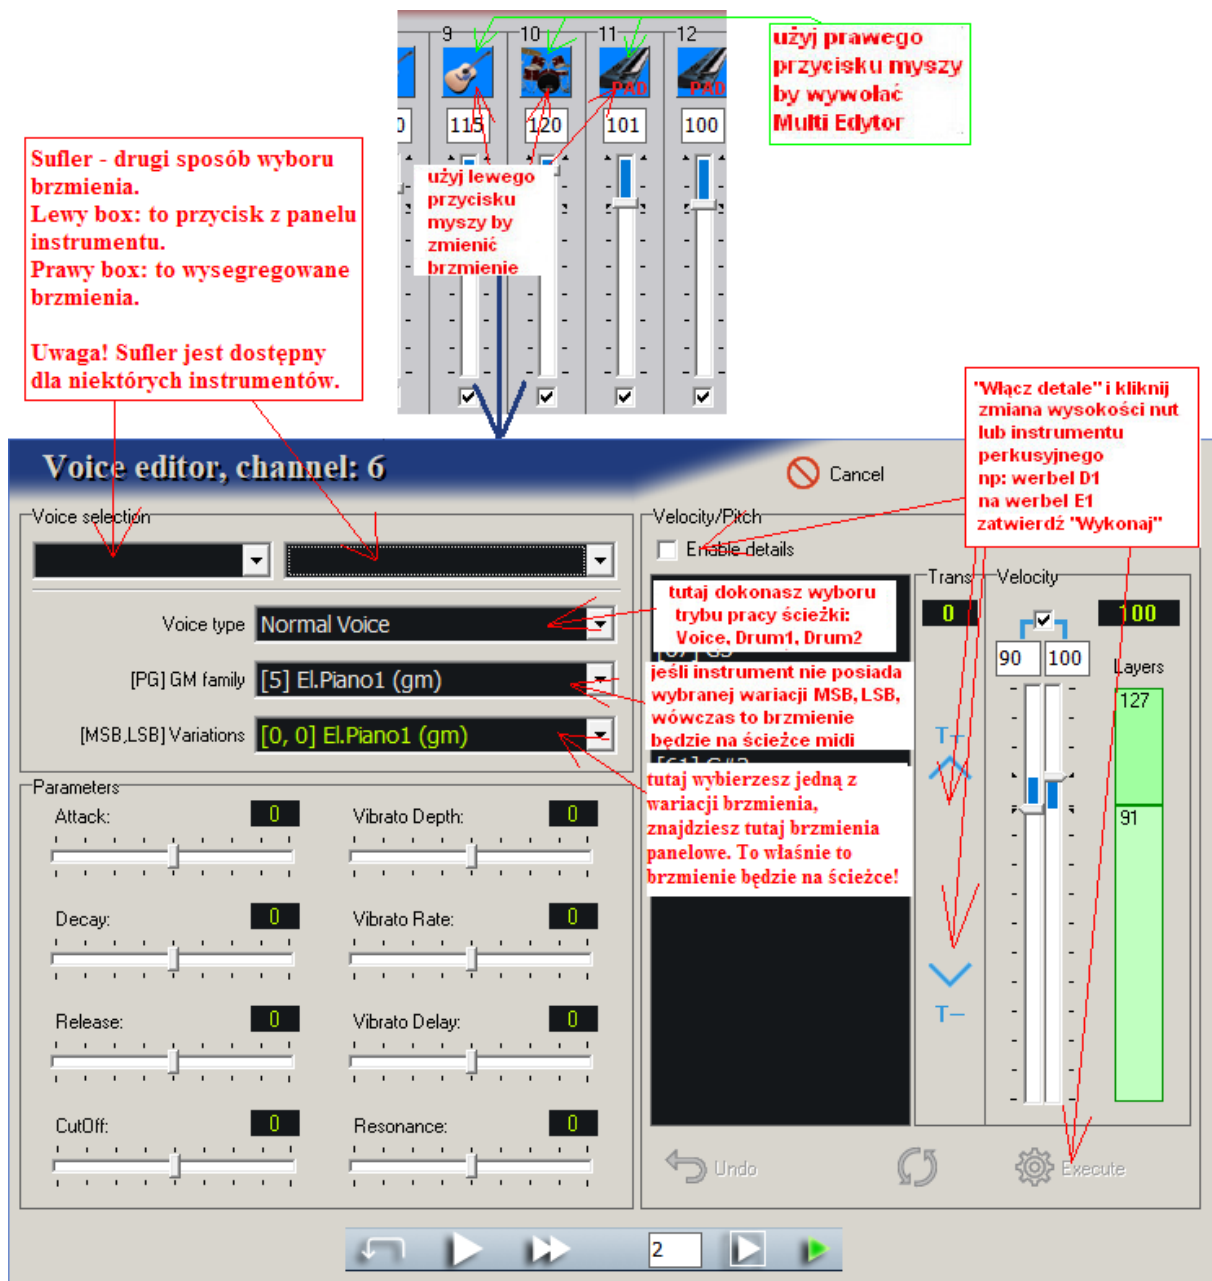 9
10
11
12
PAD
PAD
115
120
101
100
użyj prawego
przycisku myszy
by wywołać
Multi Edytor
użyj lewego
przycisku
myszy by
zmienić
brzmienie
Sufler - drugi sposób wyboru
brzmienia.
Lewy box: to przycisk z panelu
instrumentu.
Prawy box: to wysegregowane
brzmienia.
Uwaga! Sufler jest dostępny
dla niektórych instrumentów.
"Włącz detale" i kliknij
zmiana wysokości nut
lub instrumentu
perkusyjnego
np: werbel D1
na werbel E1
zatwierdź "Wykonaj"
Voice editor, channel: 6
Cancel
Voice selection
Voice type
Normal Voice
[PG] GM family
[5] El.Piano1 (gm)
[MSB,LSB] Variations
[0, 0] El.Piano1 (gm)
Velocity/Pitch
Enable details
tutaj dokonasz wyboru
trybu pracy ścieżki:
Voice, Drum1, Drum2
jeśli instrument nie posiada
wybranej wariacji MSB, LSB,
wówczas to brzmienie
będzie na ścieżce midi
tutaj wybierzesz jedną z
wariacji brzmienia,
znajdziesz tutaj brzmienia
panelowe. To właśnie to
brzmienie będzie na ścieżce!
Trans
0
T+
T−
Velocity
100
90
100
Layers
127
91
Parameters
Attack:
0
Vibrato Depth:
0
Decay:
0
Vibrato Rate:
0
Release:
0
Vibrato Delay:
0
CutOff:
0
Resonance:
0
Undo
Execute
2